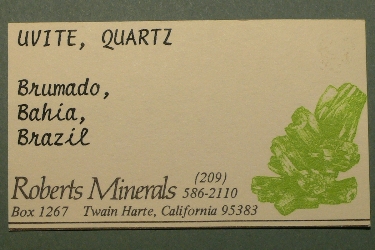 UVITE, QUARTZ
Brumado,
Bahia,
Brazil
Roberts Minerals (209) 586-2110
Box 1267 Twain Harte, California 95383